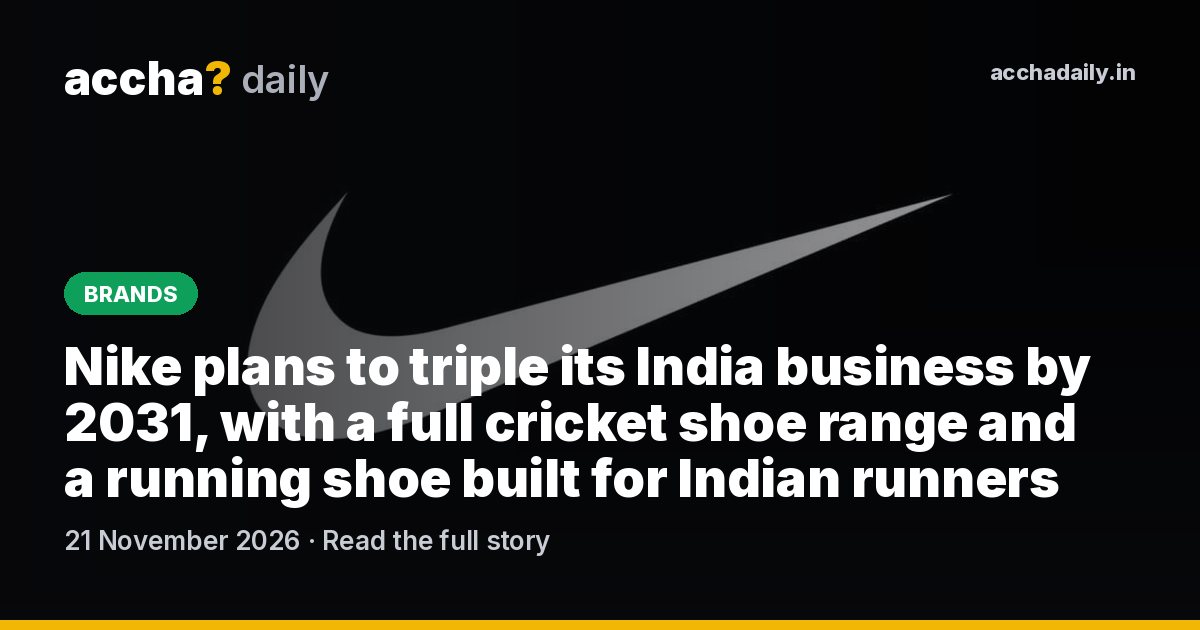 accha? daily
acchadaily.in
BRANDS
Nike plans to triple its India business by
2031, with a full cricket shoe range and
a running shoe built for Indian runners
21 November 2026 · Read the full story